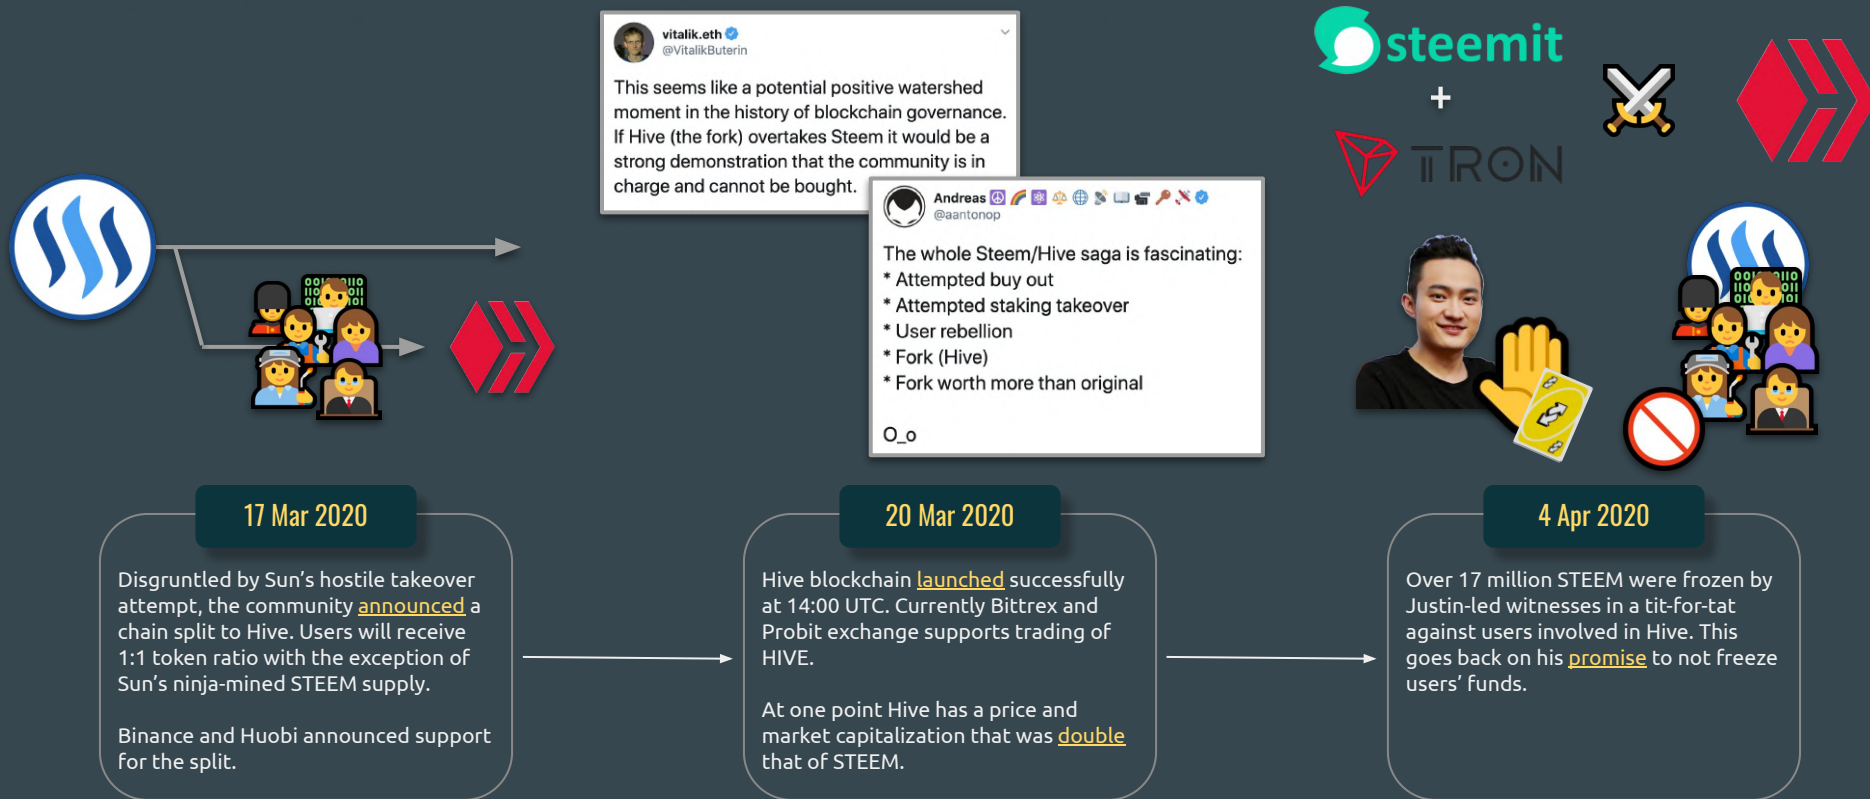 vitalik.eth
@VitalikButerin
This seems like a potential positive watershed
moment in the history of blockchain governance.
If Hive (the fork) overtakes Steem it would be a
strong demonstration that the community is in
charge and cannot be bought.
Andreas
@aantonop
The whole Steem/Hive saga is fascinating:
* Attempted buy out
* Attempted staking takeover
* User rebellion
* Fork (Hive)
* Fork worth more than original
O_o
steemit
+
TRON
17 Mar 2020
Disgruntled by Sun’s hostile takeover
attempt, the community announced a
chain split to Hive. Users will receive
1:1 token ratio with the exception of
Sun’s ninja-mined STEEM supply.
Binance and Huobi announced support
for the split.
20 Mar 2020
Hive blockchain launched successfully
at 14:00 UTC. Currently Bittrex and
Probit exchange supports trading of
HIVE.
At one point Hive has a price and
market capitalization that was double
that of STEEM.
4 Apr 2020
Over 17 million STEEM were frozen by
Justin-led witnesses in a tit-for-tat
against users involved in Hive. This
goes back on his promise to not freeze
users’ funds.